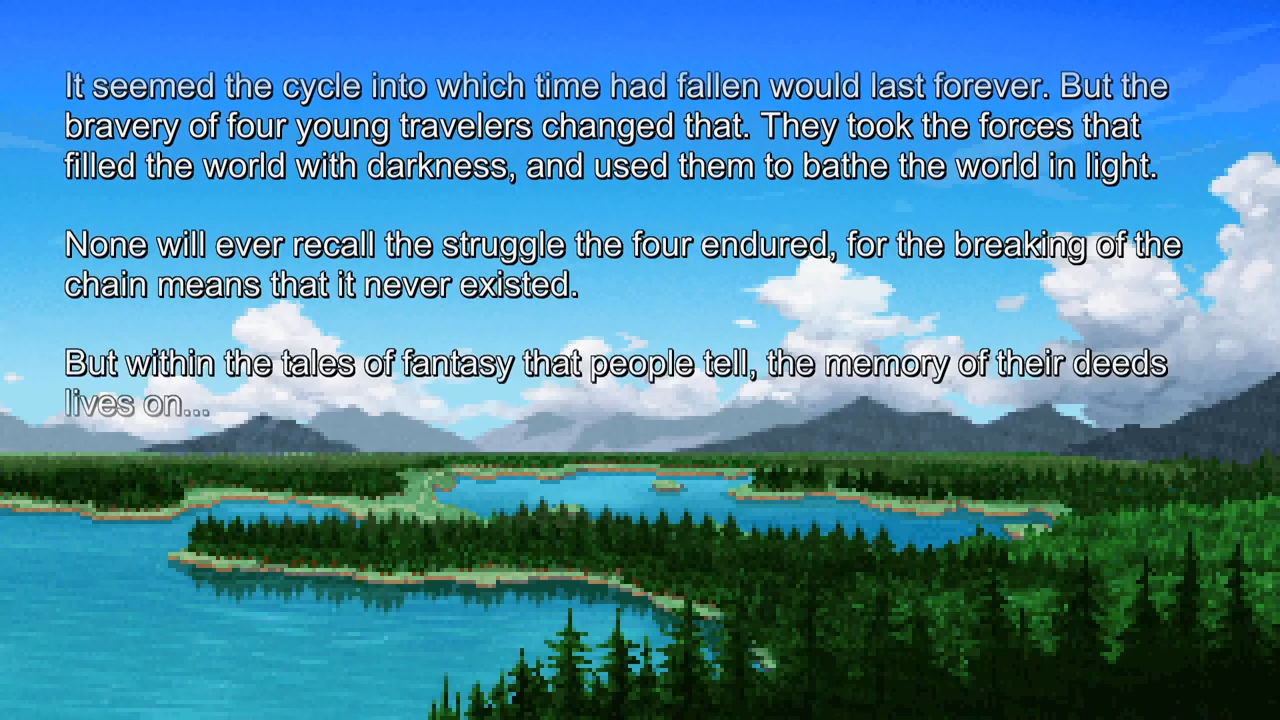 It seemed the cycle into which time had fallen would last forever. But the
bravery of four young travelers changed that. They took the forces that
filled the world with darkness, and used them to bathe the world in light.
None will ever recall the struggle the four endured, for the breaking of the
chain means that it never existed.
But within the tales of fantasy that people tell, the memory of their deeds
lives on...